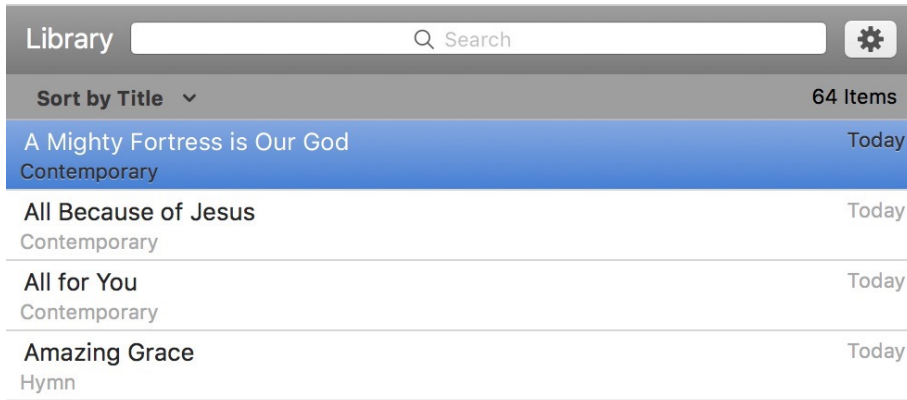 Library Search
Sort by Title 64 Items
A Mighty Fortress is Our God Today
Contemporary
All Because of Jesus Today
Contemporary
All for You Today
Contemporary
Amazing Grace Today
Hymn